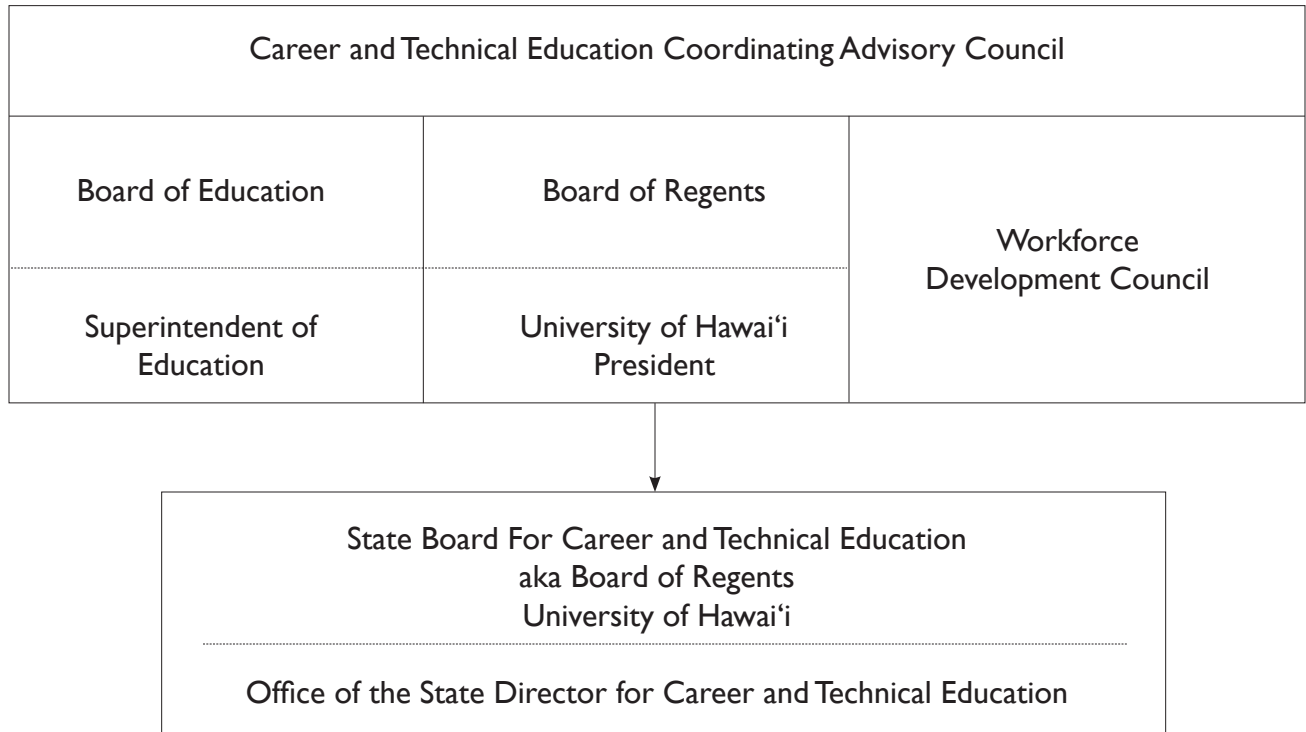 Career and Technical Education Coordinating Advisory Council
Board of Education
Superintendent of
Education
Board of Regents
University of Hawai‘i
President
Workforce
Development Council
State Board For Career and Technical Education
aka Board of Regents
University of Hawai‘i
Office of the State Director for Career and Technical Education